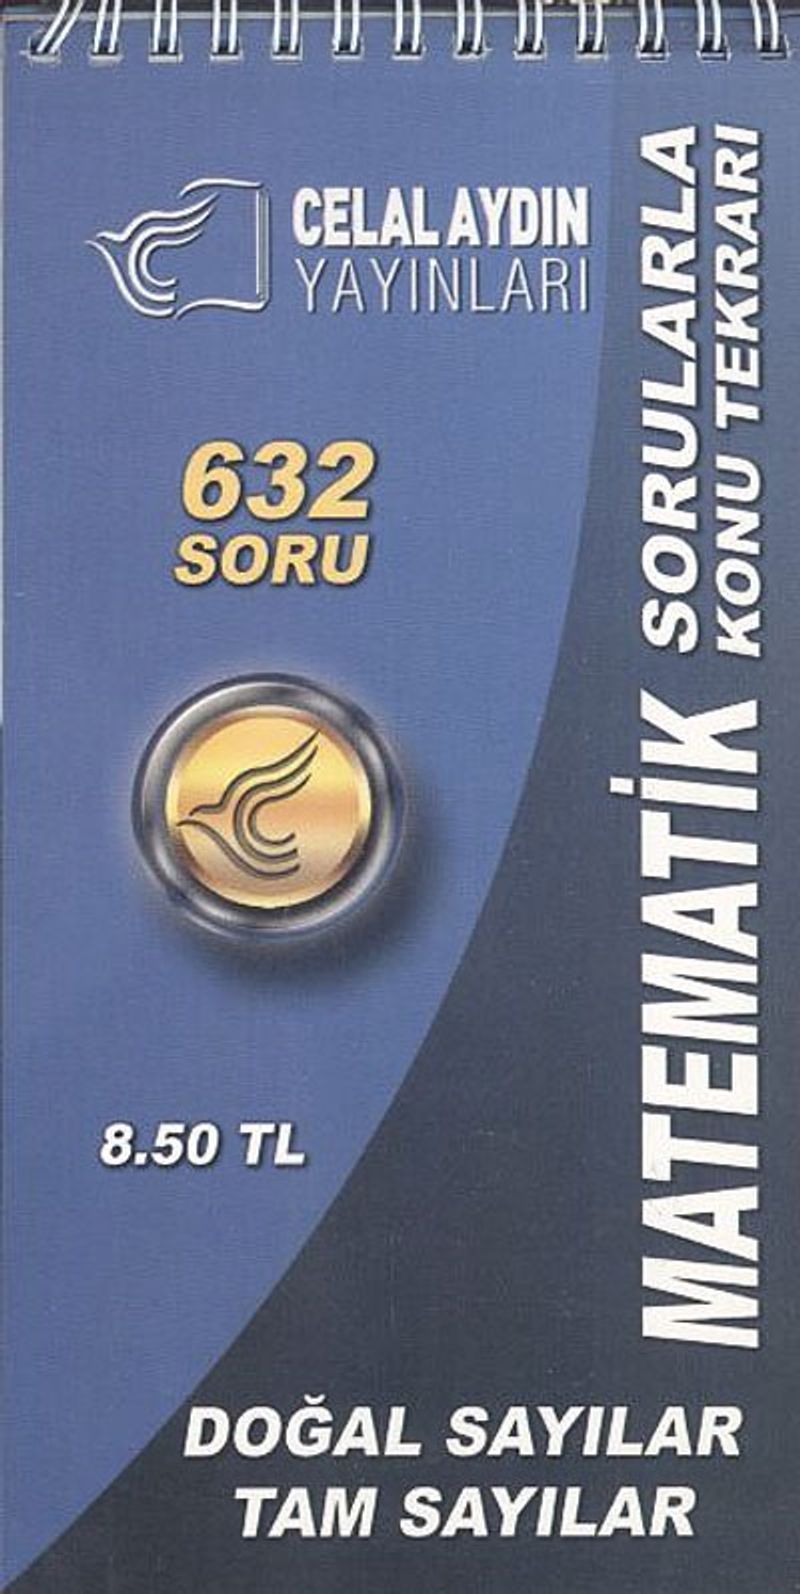 CELAL AYDIN
YAYINLARI
632
SORU
8.50 TL
MATEMATİK
SORULARLA
KONU TEKRARI
DOĞAL SAYILAR
TAM SAYILAR